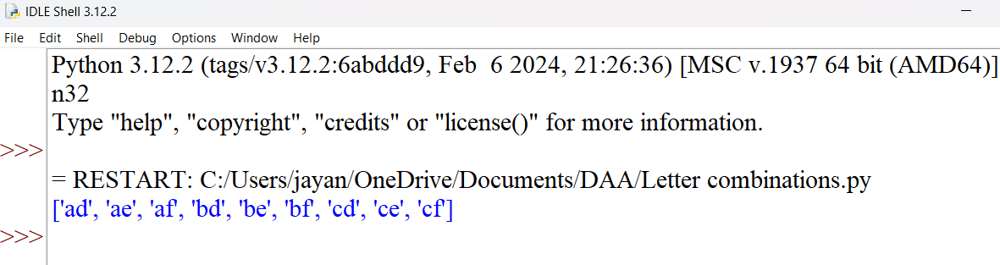 IDLE Shell 3.12.2
File Edit Shell Debug Options Window Help
Python 3.12.2 (tags/v3.12.2:6abddd9, Feb  6 2024, 21:26:36) [MSC v.1937 64 bit (AMD64)]
n32
Type "help", "copyright", "credits" or "license()" for more information.
>>>
= RESTART: C:/Users/jayan/OneDrive/Documents/DAA/Letter combinations.py
['ad', 'ae', 'af', 'bd', 'be', 'bf', 'cd', 'ce', 'cf']
>>>